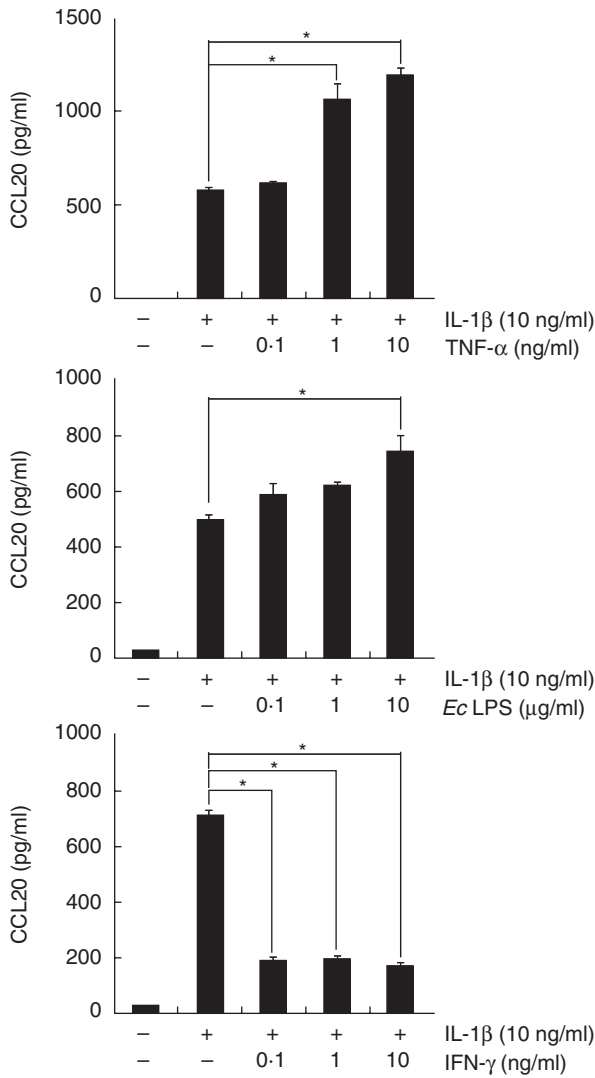 1500
1000
500
0
CCL20 (pg/ml)
*
*
– + + + + IL-1β (10 ng/ml)
– – 0·1 1 10 TNF-α (ng/ml)
1000
800
600
400
200
0
CCL20 (pg/ml)
*
– + + + + IL-1β (10 ng/ml)
– – 0·1 1 10 Ec LPS (μg/ml)
1000
800
600
400
200
0
CCL20 (pg/ml)
*
*
*
– + + + + IL-1β (10 ng/ml)
– – 0·1 1 10 IFN-γ (ng/ml)